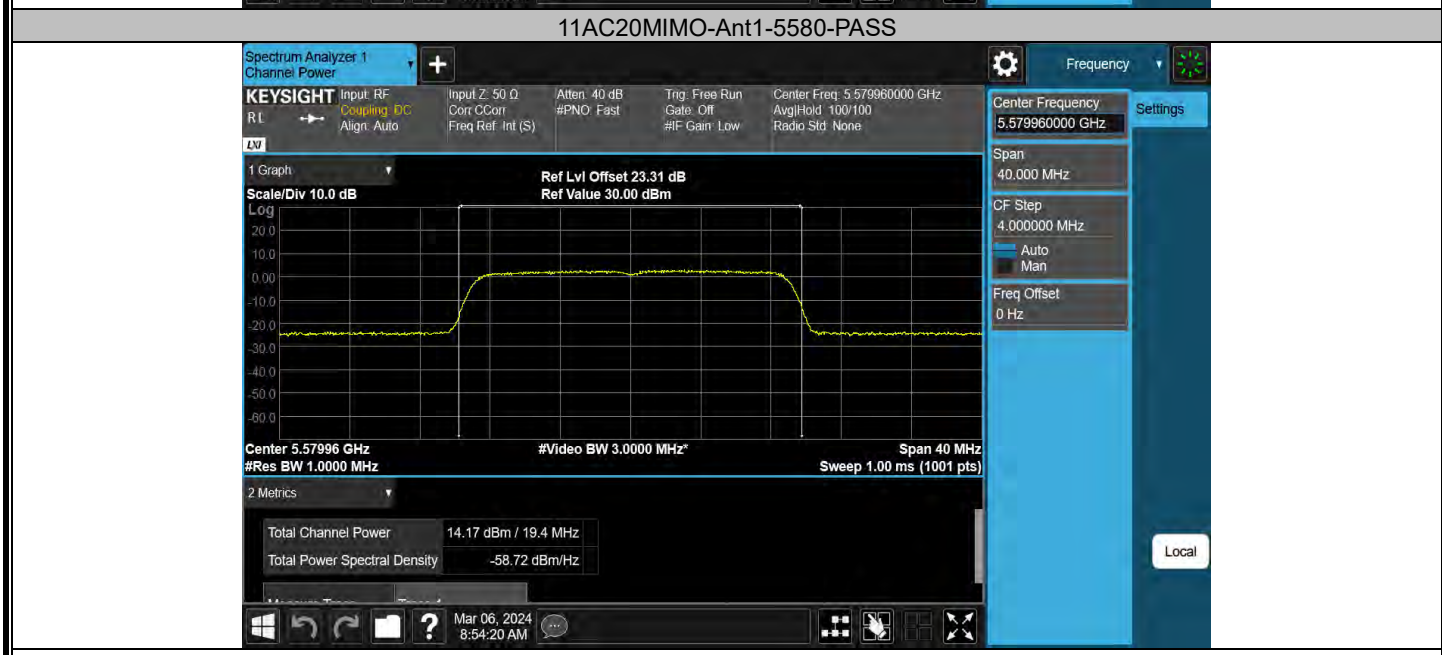 11AC20MIMO-Ant1-5580-PASS
Spectrum Analyzer 1
Channel Power
Frequency
KEYSIGHT
Input: RF
Coupling: DC
Align: Auto
Input Z: 50 Ω
Corr CCorr
Freq Ref: Int (S)
Atten: 40 dB
#PNO: Fast
Trig: Free Run
Gate: Off
#IF Gain: Low
Center Freq: 5.579960000 GHz
Avg|Hold: 100/100
Radio Std: None
LXI
Center Frequency
5.579960000 GHz
Settings
Span
40.000 MHz
CF Step
4.000000 MHz
Auto
Man
Freq Offset
0 Hz
1 Graph
Scale/Div 10.0 dB
Ref Lvl Offset 23.31 dB
Ref Value 30.00 dBm
Log
20.0
10.0
0.00
-10.0
-20.0
-30.0
-40.0
-50.0
-60.0
Center 5.57996 GHz
#Video BW 3.0000 MHz*
Span 40 MHz
#Res BW 1.0000 MHz
Sweep 1.00 ms (1001 pts)
2 Metrics
Total Channel Power 14.17 dBm / 19.4 MHz
Total Power Spectral Density -58.72 dBm/Hz
Local
?
Mar 06, 2024
8:54:20 AM